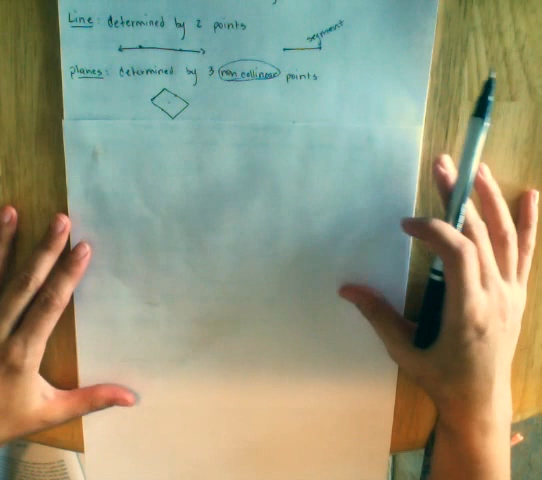 Line: determined by 2 points
segment
planes: determined by 3 non collinear points